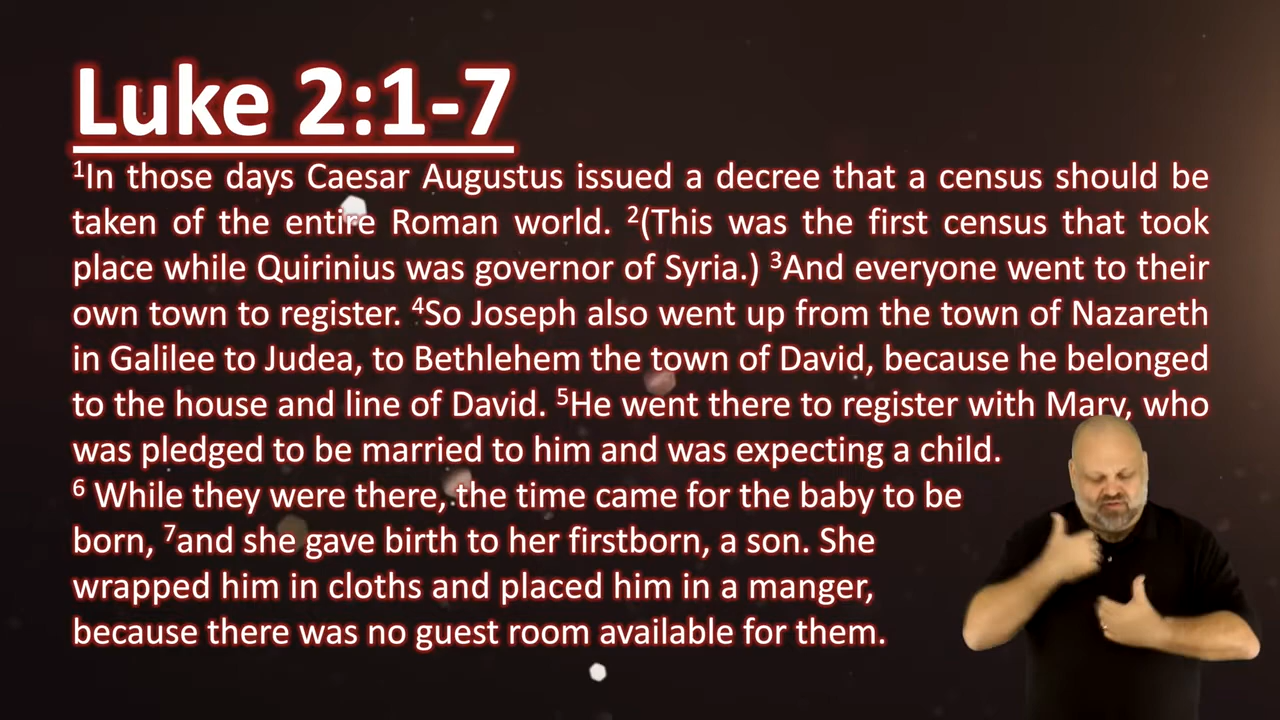 Luke 2:1-7
¹In those days Caesar Augustus issued a decree that a census should be
taken of the entire Roman world. ²(This was the first census that took
place while Quirinius was governor of Syria.) ³And everyone went to their
own town to register. ⁴So Joseph also went up from the town of Nazareth
in Galilee to Judea, to Bethlehem the town of David, because he belonged
to the house and line of David. ⁵He went there to register with Mary, who
was pledged to be married to him and was expecting a child.
⁶ While they were there, the time came for the baby to be
born, ⁷and she gave birth to her firstborn, a son. She
wrapped him in cloths and placed him in a manger,
because there was no guest room available for them.